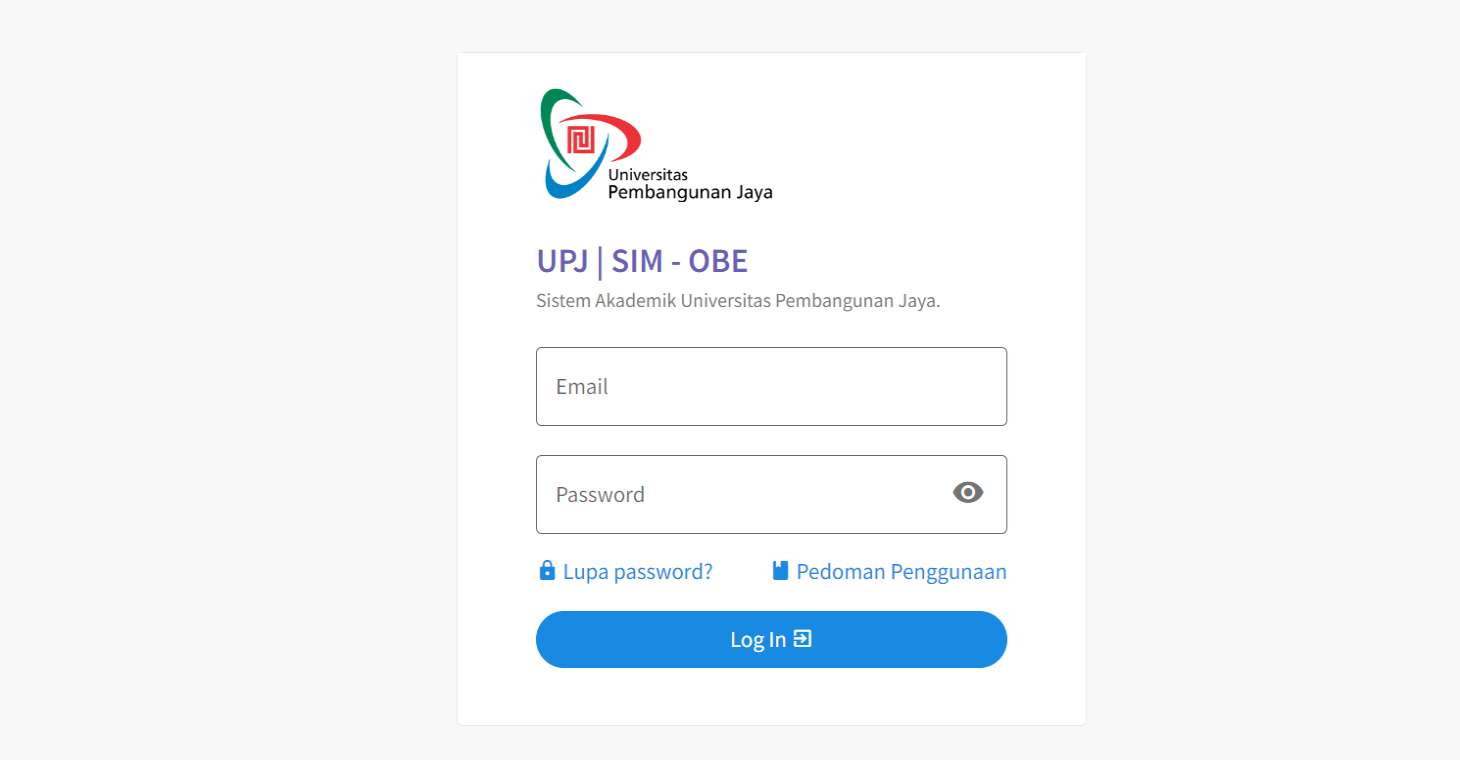 Universitas
Pembangunan Jaya
UPJ | SIM - OBE
Sistem Akademik Universitas Pembangunan Jaya.
Email
Password
Lupa password? Pedoman Penggunaan
Log In